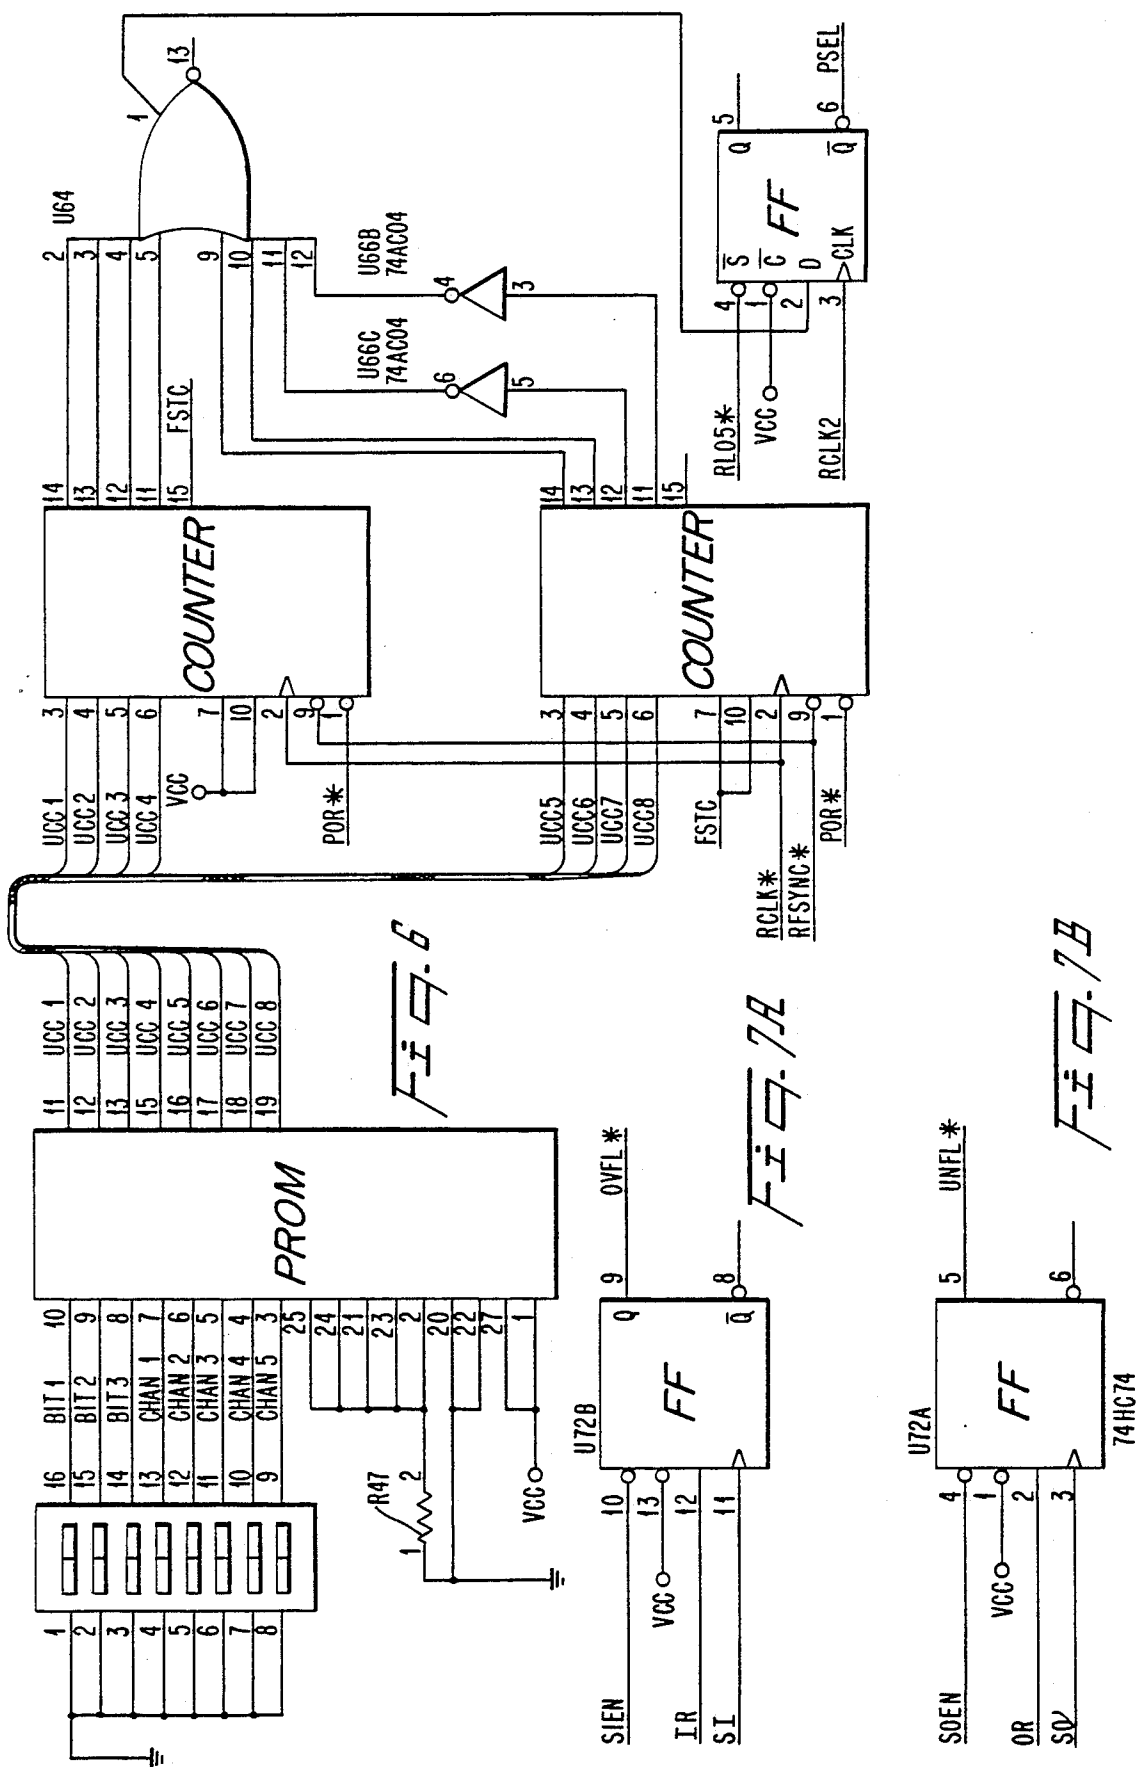 1
2
3
4
5
6
7
8
16 BIT1 10
15 BIT2 9
14 BIT3 8
13 CHAN 1 7
12 CHAN 2 6
11 CHAN 3 5
10 CHAN 4 4
9 CHAN 5 3
25
24
21
23
2
20
22
27
1
1 R47 2
VCC
PROM
11 UCC 1
12 UCC 2
13 UCC 3
15 UCC 4
16 UCC 5
17 UCC 6
18 UCC 7
19 UCC 8
UCC1 3
UCC2 4
UCC 3 5
UCC 4 6
VCC
7
10
2
9
POR* 1
COUNTER
14
13
12
11
15 FSTC
UCC5 3
UCC6 4
UCC7 5
UCC8 6
FSTC 7
10
RCLK* 2
RFSYNC* 9
POR* 1
COUNTER
14
13
12
11
15
U66C
74AC04
5 6
U66B
74AC04
3 4
U64
2
3
4
5
9
10
11
12
1
13
RL05* 4 S
VCC 1 C
2 D
RCLK2 3 CLK
FF
Q 5
Q 6 PSEL
Fig. 6
U72B
SIEN 10
VCC 13
IR 12
SI 11
FF
Q 9 OVFL*
Q 8
Fig. 7A
U72A
SOEN 4
VCC 1
OR 2
SO 3
FF
5 UNFL*
6
74HC74
Fig. 7B